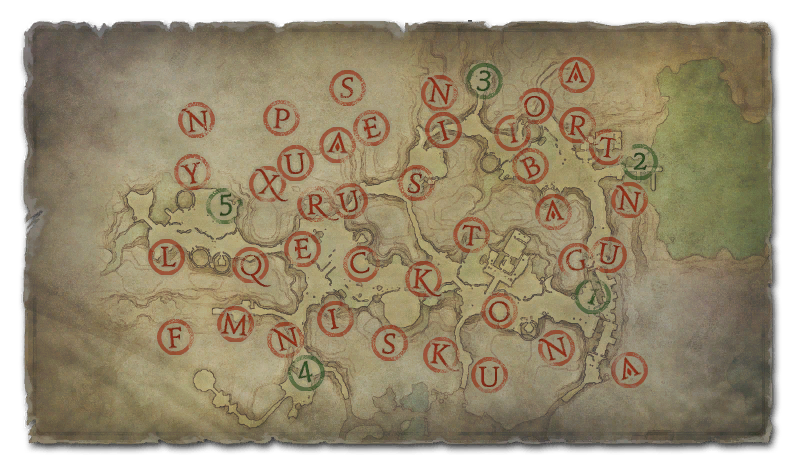 S N 3 A
N P A E I I O R
Y X U S B T 2
5 R U A N
L Q E C K T G U
F M N I S O 1
4 K U N A